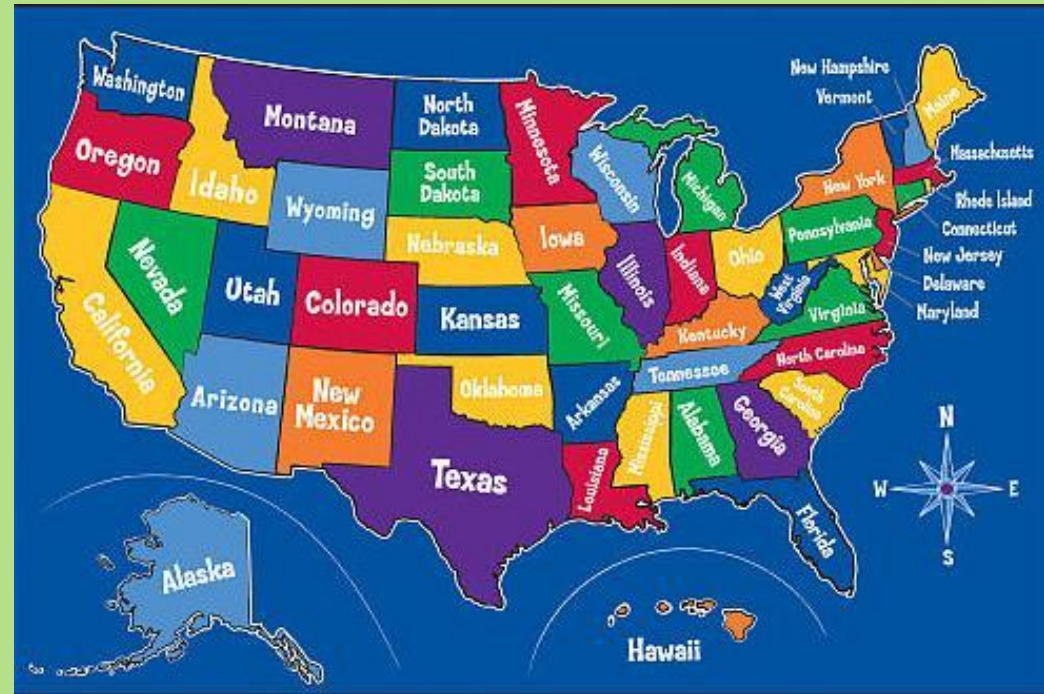 Washington
Montana
North
Dakota
Minnesota
New Hampshire
Vermont
Maine
Oregon
Idaho
Wyoming
South
Dakota
Wisconsin
Michigan
New York
Massachusetts
Rhode Island
Connecticut
New Jersey
Delaware
Maryland
Nebraska
Iowa
Illinois
Indiana
Ohio
Pennsylvania
Nevada
Utah
Colorado
Kansas
Missouri
Kentucky
West
Virginia
Virginia
California
Arizona
New
Mexico
Oklahoma
Arkansas
Tennessee
North Carolina
South
Carolina
Texas
Louisiana
Mississippi
Alabama
Georgia
Florida
N
W
E
S
Alaska
Hawaii